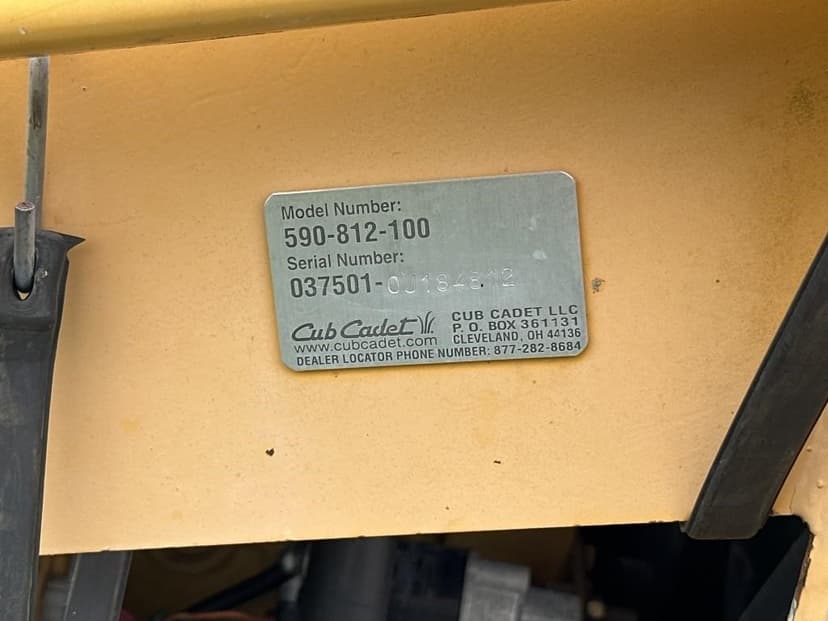 Model Number:
590-812-100
Serial Number:
037501-
Cub Cadet
www.cubcadet.com
CUB CADET LLC
P. O. BOX 361131
CLEVELAND, OH 44136
DEALER LOCATOR PHONE NUMBER: 877-282-8684